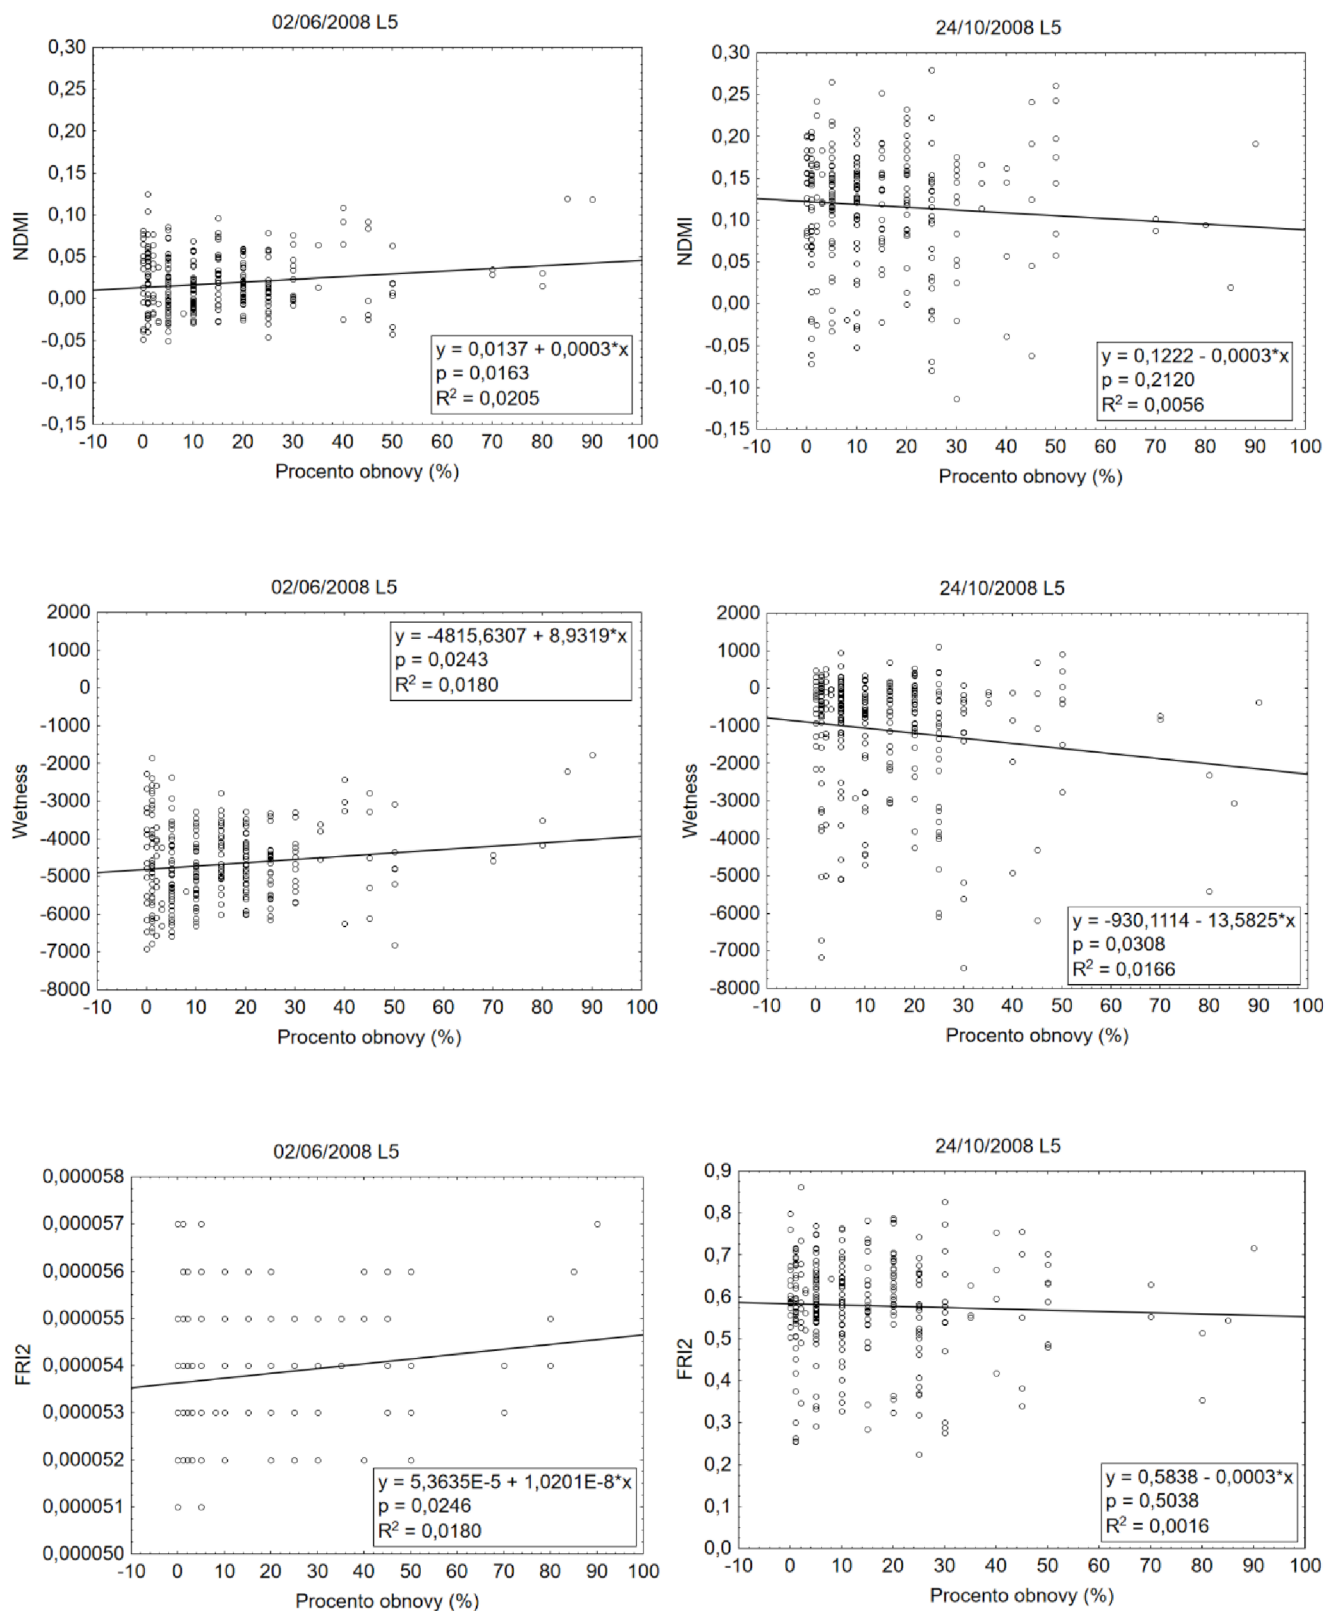 02/06/2008 L5
0,30
0,25
0,20
0,15
0,10
0,05
0,00
-0,05
-0,10
-0,15
NDMI
y = 0,0137 + 0,0003*x
p = 0,0163
R² = 0,0205
-10 0 10 20 30 40 50 60 70 80 90 100
Procento obnovy (%)
24/10/2008 L5
0,30
0,25
0,20
0,15
0,10
0,05
0,00
-0,05
-0,10
-0,15
NDMI
y = 0,1222 - 0,0003*x
p = 0,2120
R² = 0,0056
-10 0 10 20 30 40 50 60 70 80 90 100
Procento obnovy (%)
02/06/2008 L5
2000
1000
0
-1000
-2000
-3000
-4000
-5000
-6000
-7000
-8000
Wetness
y = -4815,6307 + 8,9319*x
p = 0,0243
R² = 0,0180
-10 0 10 20 30 40 50 60 70 80 90 100
Procento obnovy (%)
24/10/2008 L5
2000
1000
0
-1000
-2000
-3000
-4000
-5000
-6000
-7000
-8000
Wetness
y = -930,1114 - 13,5825*x
p = 0,0308
R² = 0,0166
-10 0 10 20 30 40 50 60 70 80 90 100
Procento obnovy (%)
02/06/2008 L5
0,000058
0,000057
0,000056
0,000055
0,000054
0,000053
0,000052
0,000051
0,000050
FRI2
y = 5,3635E-5 + 1,0201E-8*x
p = 0,0246
R² = 0,0180
-10 0 10 20 30 40 50 60 70 80 90 100
Procento obnovy (%)
24/10/2008 L5
0,9
0,8
0,7
0,6
0,5
0,4
0,3
0,2
0,1
0,0
FRI2
y = 0,5838 - 0,0003*x
p = 0,5038
R² = 0,0016
-10 0 10 20 30 40 50 60 70 80 90 100
Procento obnovy (%)